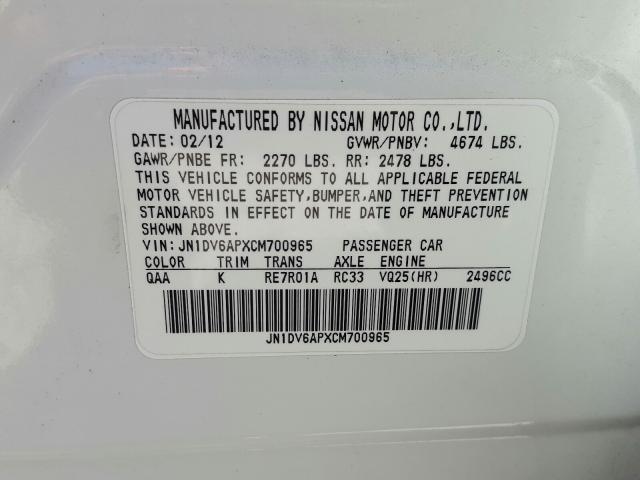 MANUFACTURED BY NISSAN MOTOR CO.,LTD.
DATE: 02/12 GVWR/PNBV: 4674 LBS.
GAWR/PNBE FR: 2270 LBS. RR: 2478 LBS.
THIS VEHICLE CONFORMS TO ALL APPLICABLE FEDERAL
MOTOR VEHICLE SAFETY,BUMPER,AND THEFT PREVENTION
STANDARDS IN EFFECT ON THE DATE OF MANUFACTURE
SHOWN ABOVE.
VIN:JN1DV6APXCM700965 PASSENGER CAR
COLOR TRIM TRANS AXLE ENGINE
QAA K RE7R01A RC33 VQ25(HR) 2496CC
JN1DV6APXCM700965